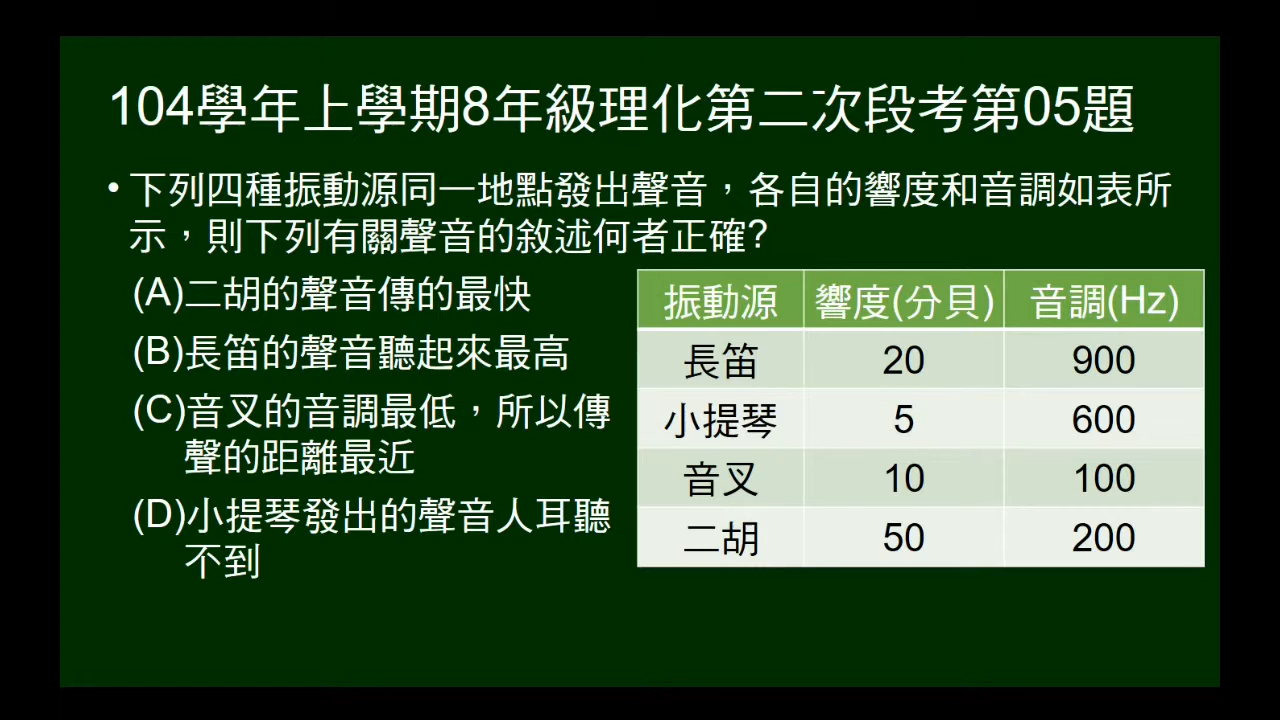 104學年上學期8年級理化第二次段考第05題
•下列四種振動源同一地點發出聲音，各自的響度和音調如表所
示，則下列有關聲音的敘述何者正確?
(A)二胡的聲音傳的最快
(B)長笛的聲音聽起來最高
(C)音叉的音調最低，所以傳
聲的距離最近
(D)小提琴發出的聲音人耳聽
不到
振動源 響度(分貝) 音調(Hz)
長笛 20 900
小提琴 5 600
音叉 10 100
二胡 50 200